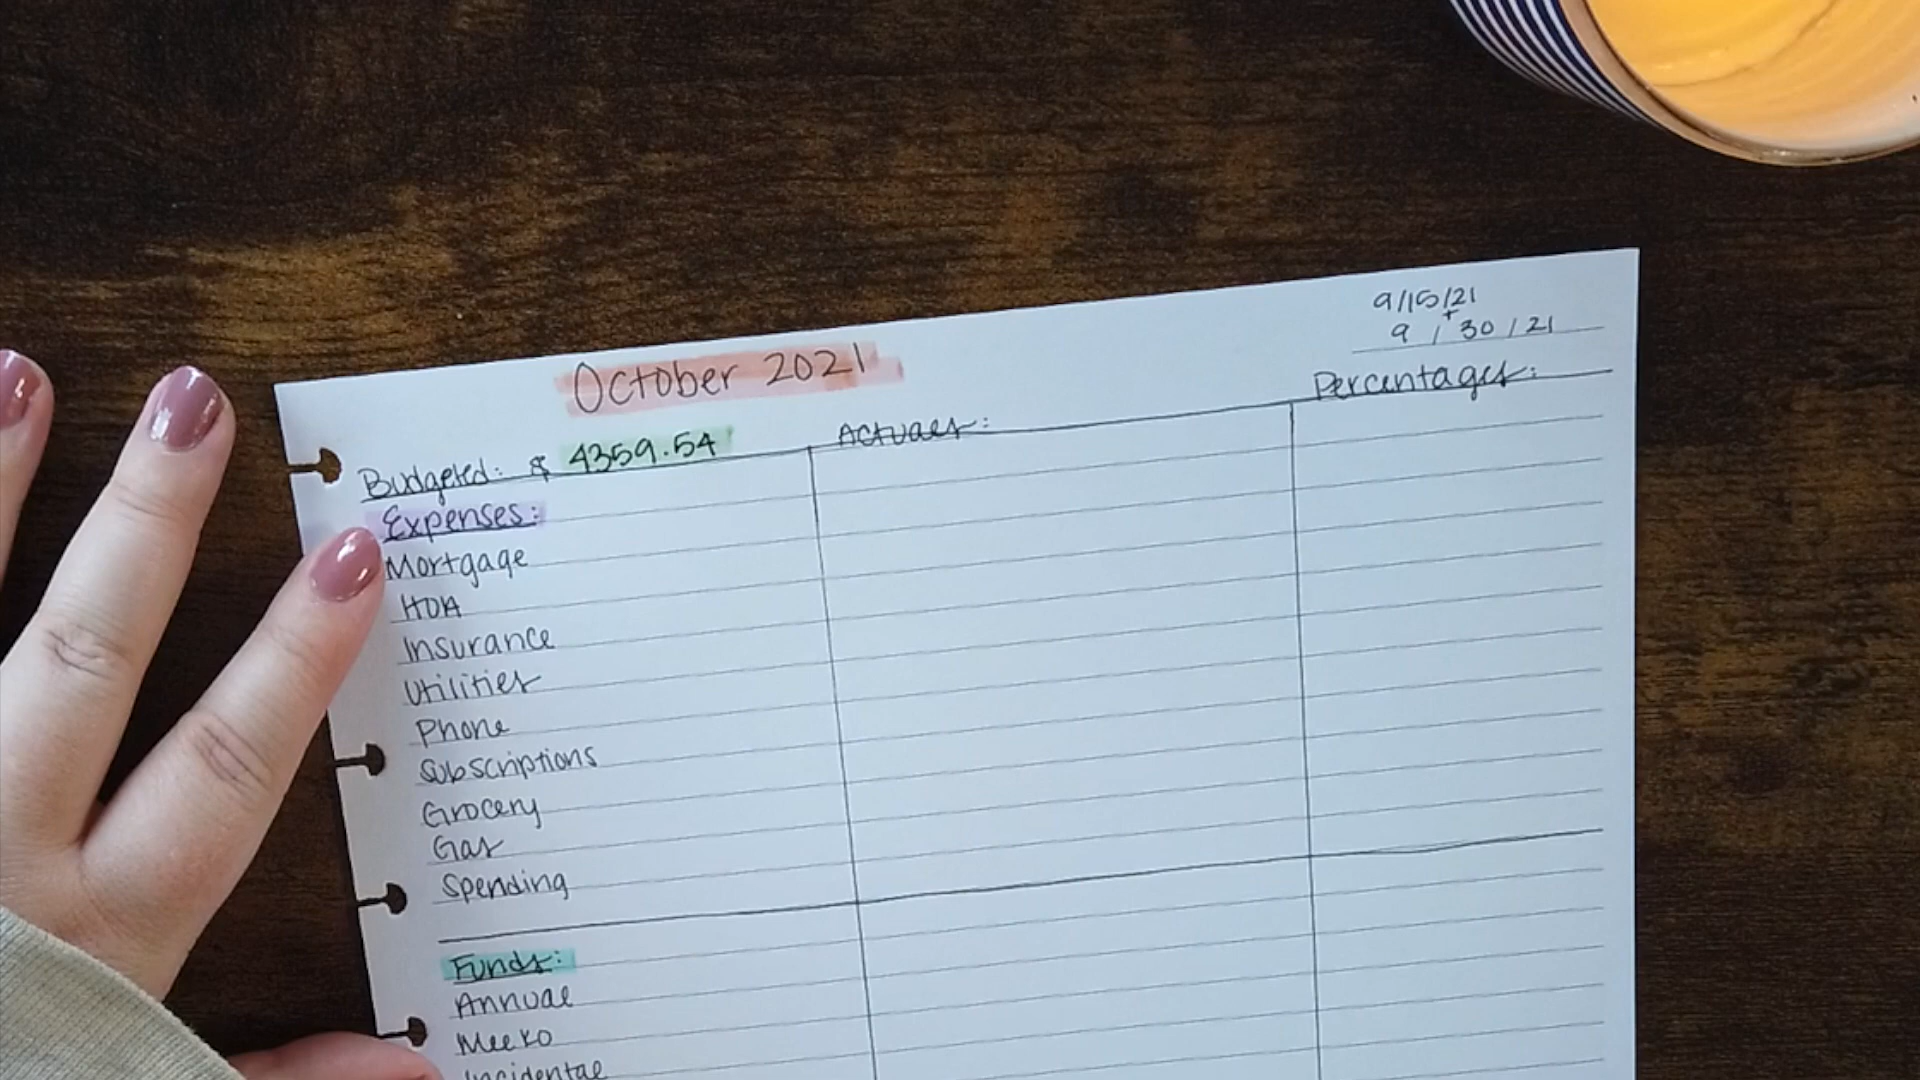 9/15/21
+
9 / 30 / 21
October 2021
Budgeted: $ 4359.54
Actuals:
Percentages:
Expenses:
Mortgage
HOA
Insurance
Utilities
Phone
Subscriptions
Grocery
Gas
Spending
Funds:
Annual
Meeko
Incidental